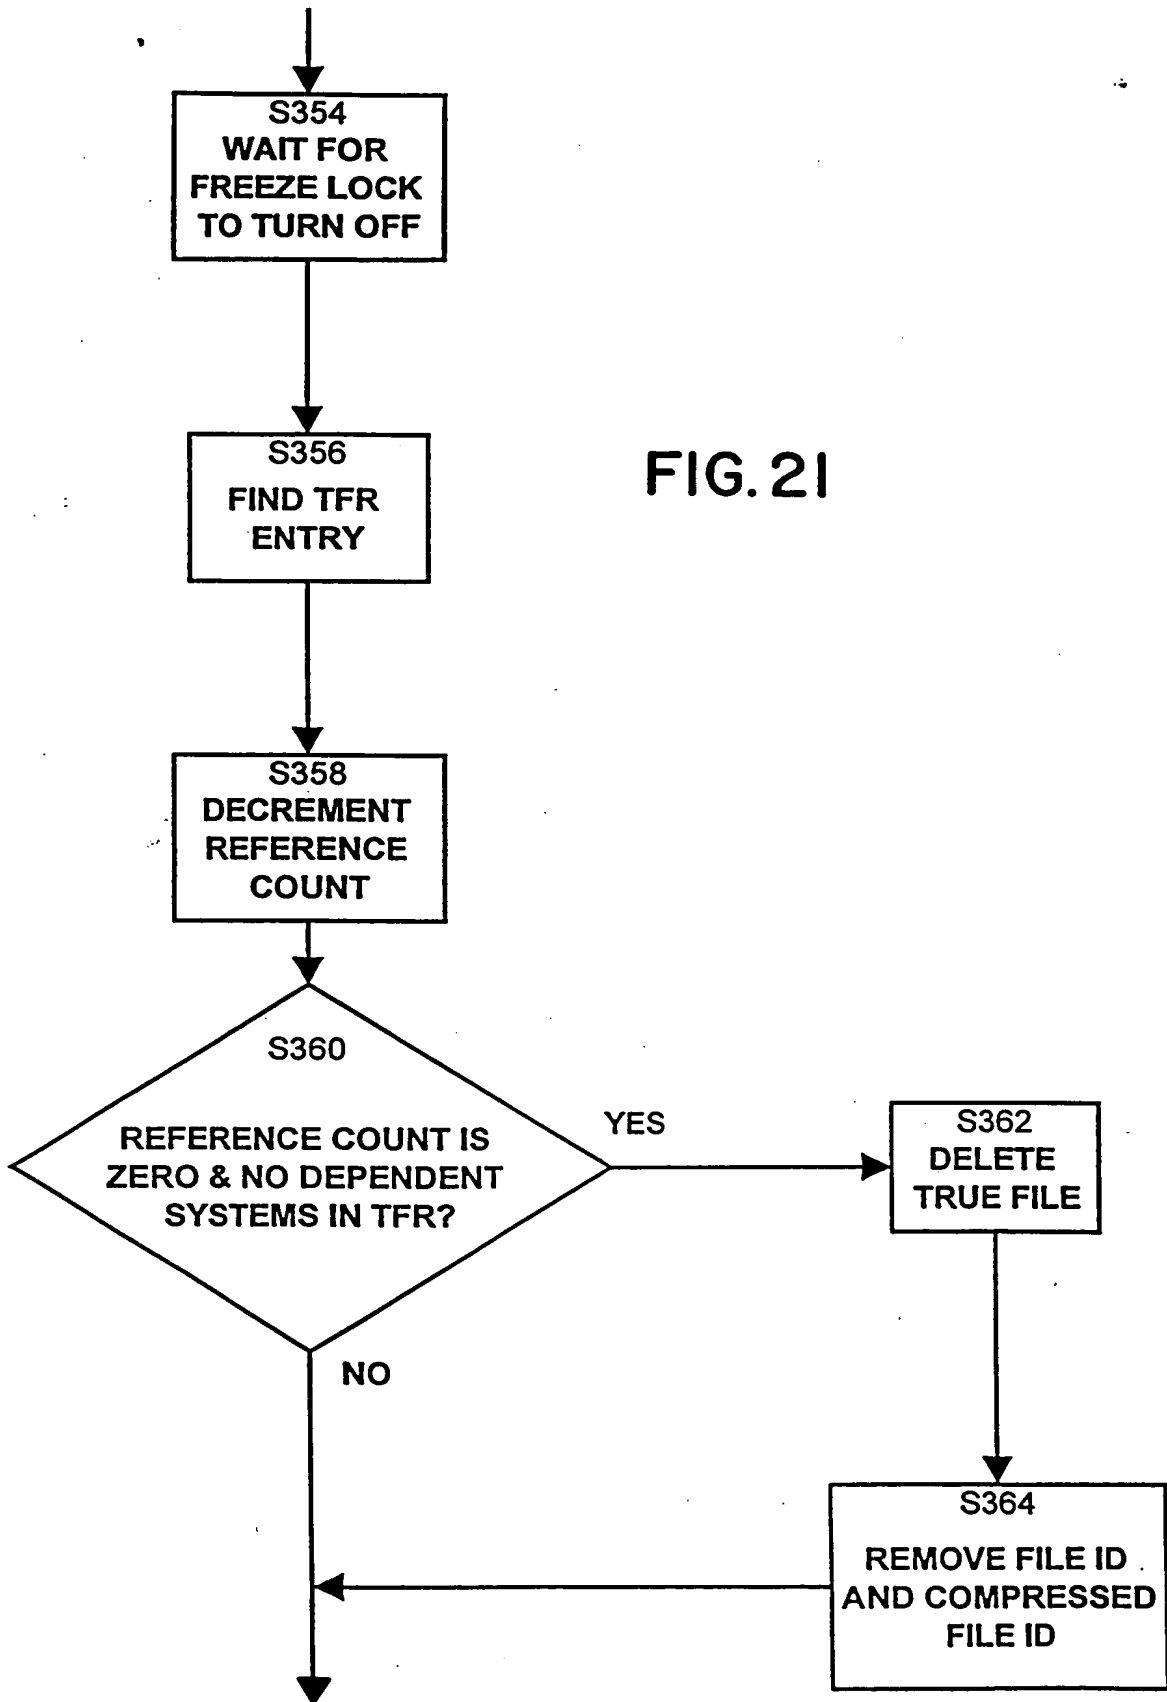 S354
WAIT FOR
FREEZE LOCK
TO TURN OFF
S356
FIND TFR
ENTRY
FIG. 21
S358
DECREMENT
REFERENCE
COUNT
S360
REFERENCE COUNT IS
ZERO & NO DEPENDENT
SYSTEMS IN TFR?
YES
S362
DELETE
TRUE FILE
NO
S364
REMOVE FILE ID
AND COMPRESSED
FILE ID